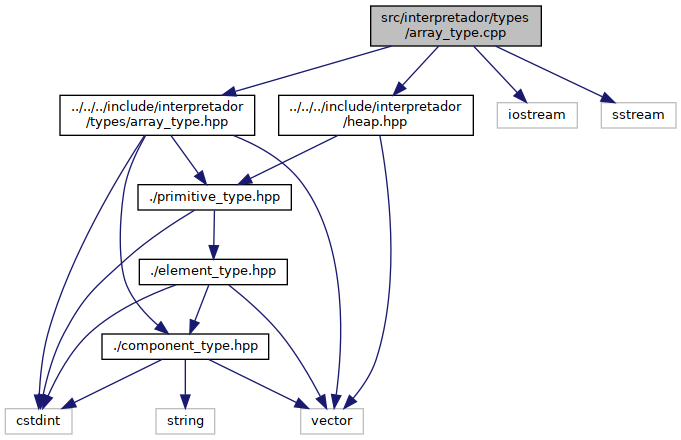 src/interpretador/types
/array_type.cpp
../../../include/interpretador
/types/array_type.hpp
../../../include/interpretador
/heap.hpp
iostream
sstream
./primitive_type.hpp
./element_type.hpp
./component_type.hpp
cstdint
string
vector